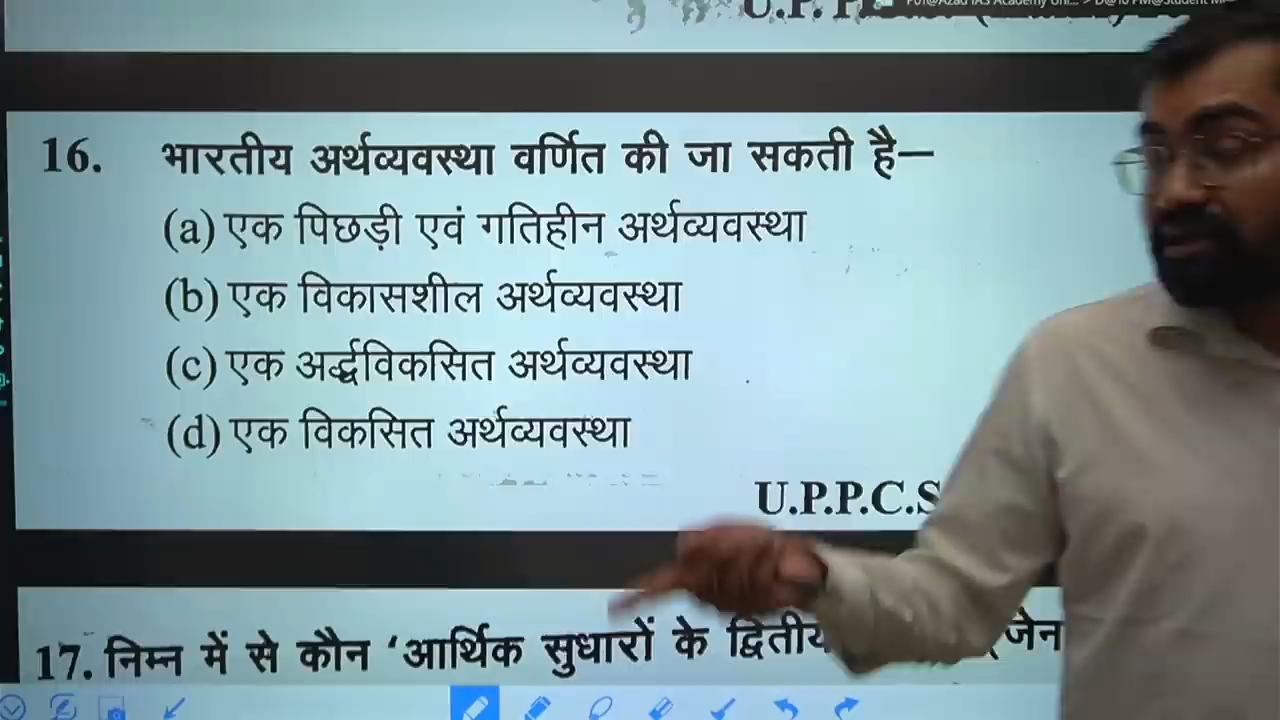 U.P.
16. भारतीय अर्थव्यवस्था वर्णित की जा सकती है—
(a) एक पिछड़ी एवं गतिहीन अर्थव्यवस्था
(b) एक विकासशील अर्थव्यवस्था
(c) एक अर्द्धविकसित अर्थव्यवस्था
(d) एक विकसित अर्थव्यवस्था
U.P.P.C.S
17. निम्न में से कौन ‘आर्थिक सुधारों के द्वितीय